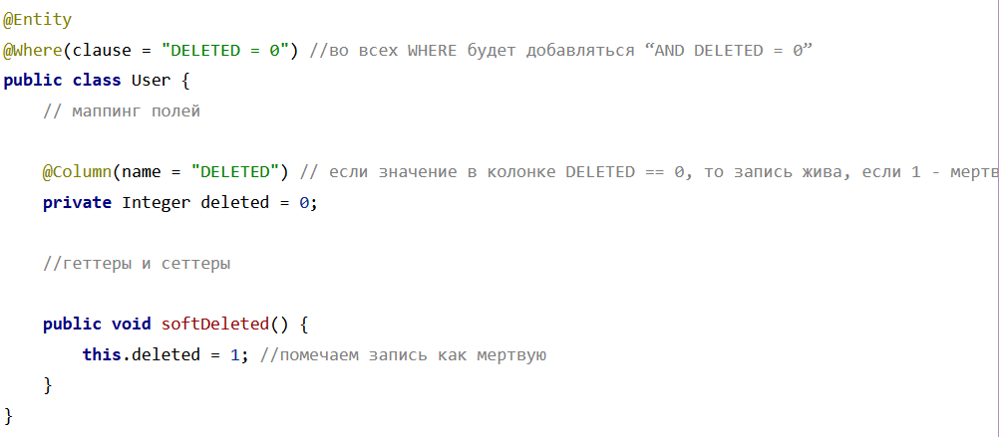 @Entity
@Where(clause = "DELETED = 0") //во всех WHERE будет добавляться “AND DELETED = 0”
public class User {
// маппинг полей
@Column(name = "DELETED") // если значение в колонке DELETED == 0, то запись жива, если 1 - мертв
private Integer deleted = 0;
//геттеры и сеттеры
public void softDeleted() {
this.deleted = 1; //помечаем запись как мертвую
}
}